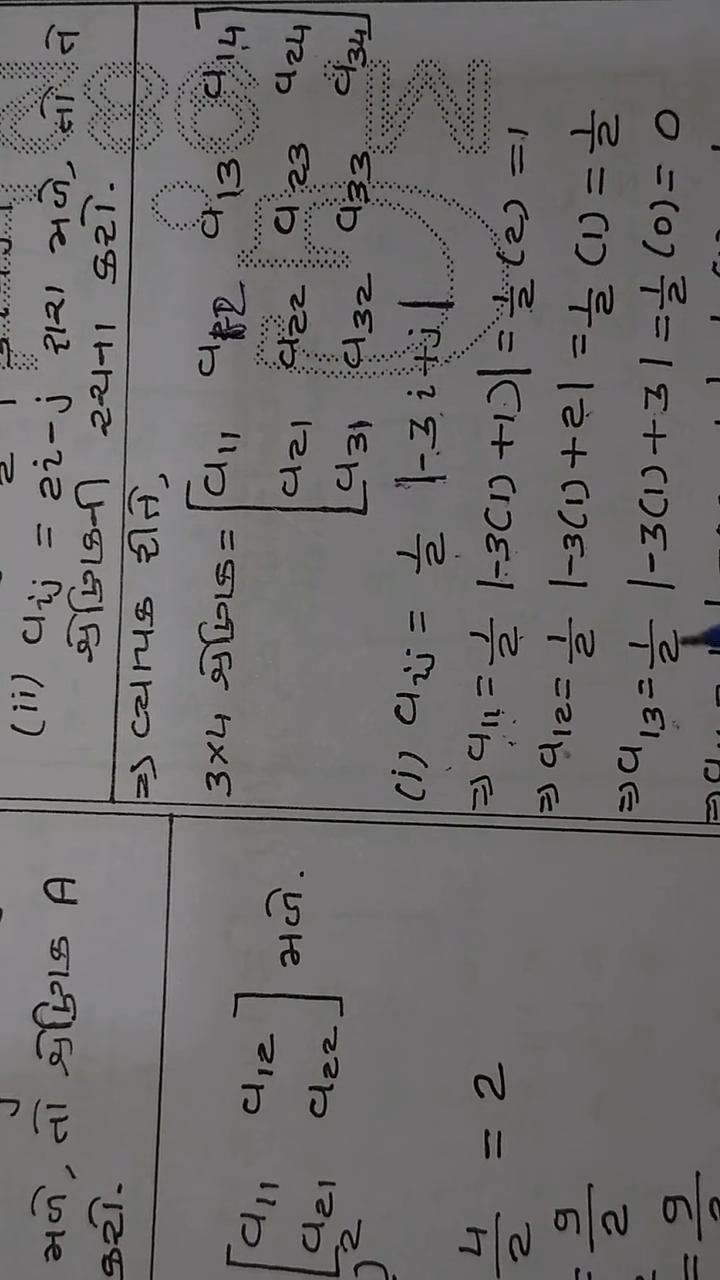 (ii) aij = 2i-j દ્વારા મળે, તો તે
શ્રેણિકની રચના કરો.
⇒ વ્યાપક રીતે,
3×4 શ્રેણિક = [a11 a12 a13 a14
a21 a22 a23 a24
a31 a32 a33 a34]
(i) aij = 1/2 |-3i+j|
⇒ a11 = 1/2 |-3(1)+1)| = 1/2 (2) = 1
⇒ a12 = 1/2 |-3(1)+2| = 1/2 (1) = 1/2
⇒ a13 = 1/2 |-3(1)+3| = 1/2 (0) = 0
મળે, તો શ્રેણિક A
કરો.
[a11 a12
a21 a22] મળે.
4/2 = 2
= 9/2
= 9/2